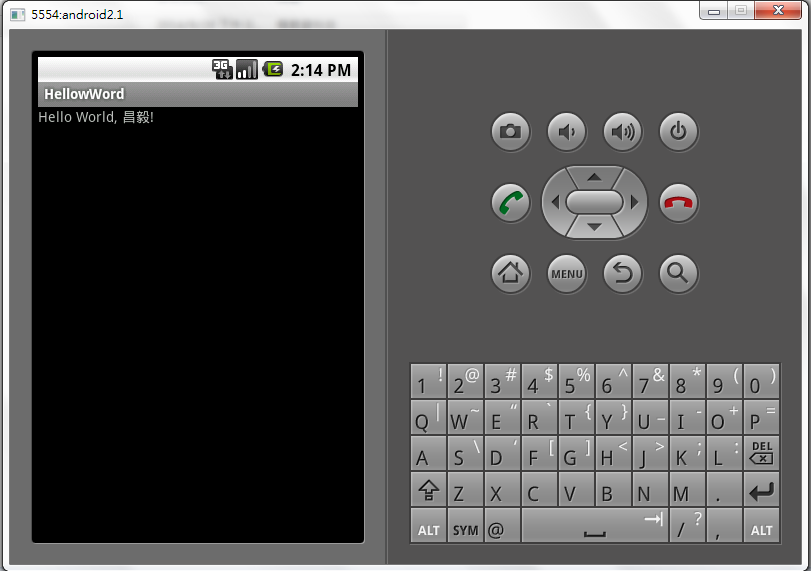 5554:android2.1
3G 2:14 PM
HellowWord
Hello World, 昌毅!
MENU
1 ! 2 @ 3 # 4 $ 5 % 6 ^ 7 & 8 * 9 ( 0 )
Q | W ~ E “ R ` T { Y } U _ I - O + P =
A S \ D ‘ F [ G ] H < J > K ; L : DEL
Z X C V B N M .
ALT SYM @ / ? , ALT